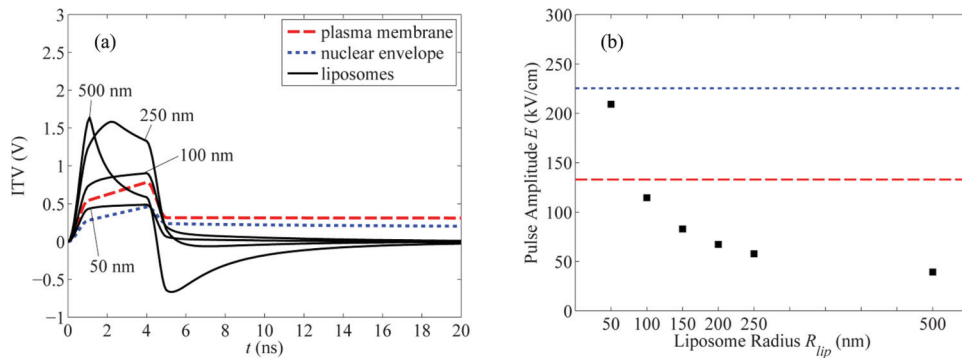 (a)
plasma membrane
nuclear envelope
liposomes
500 nm
250 nm
100 nm
50 nm
ITV (V)
3
2.5
2
1.5
1
0.5
0
−0.5
−1
0 2 4 6 8 10 12 14 16 18 20
t (ns)
(b)
Pulse Amplitude E (kV/cm)
300
250
200
150
100
50
0
50 100 150 200 250 500
Liposome Radius Rlip (nm)